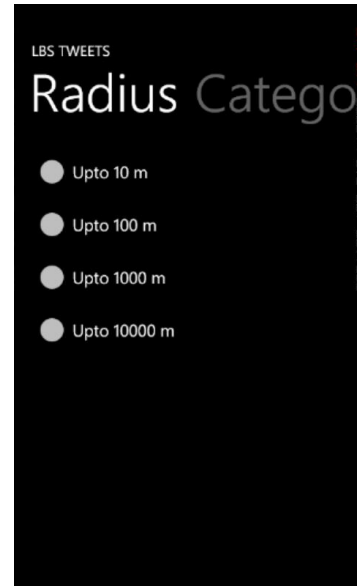 LBS TWEETS
Radius Catego
Upto 10 m
Upto 100 m
Upto 1000 m
Upto 10000 m